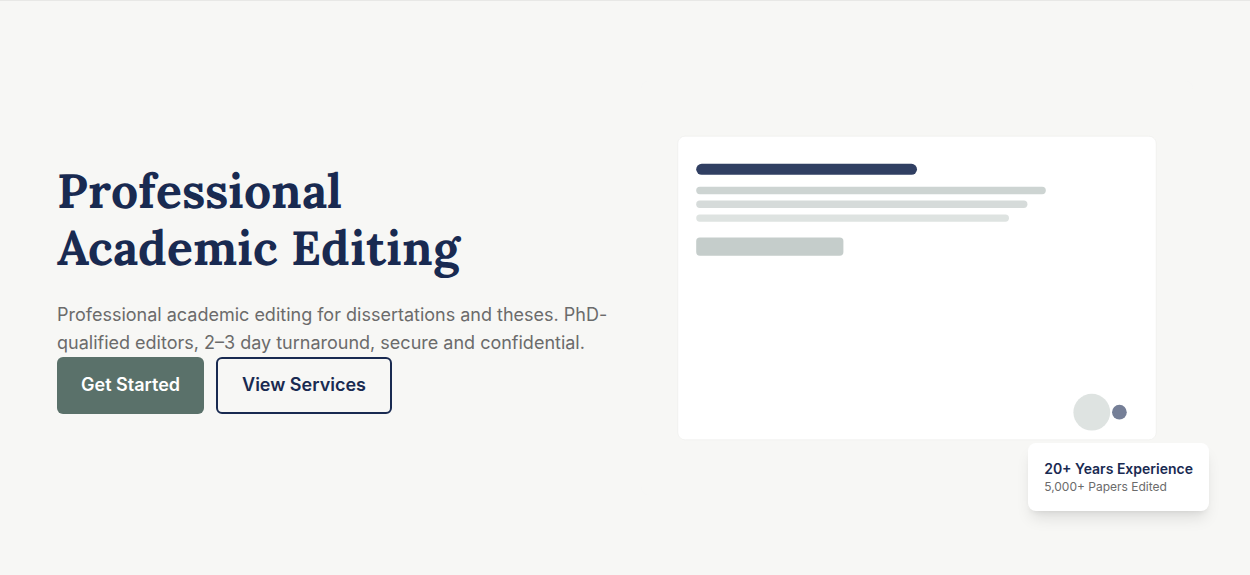 Professional
Academic Editing
Professional academic editing for dissertations and theses. PhD-
qualified editors, 2–3 day turnaround, secure and confidential.
Get Started
View Services
20+ Years Experience
5,000+ Papers Edited